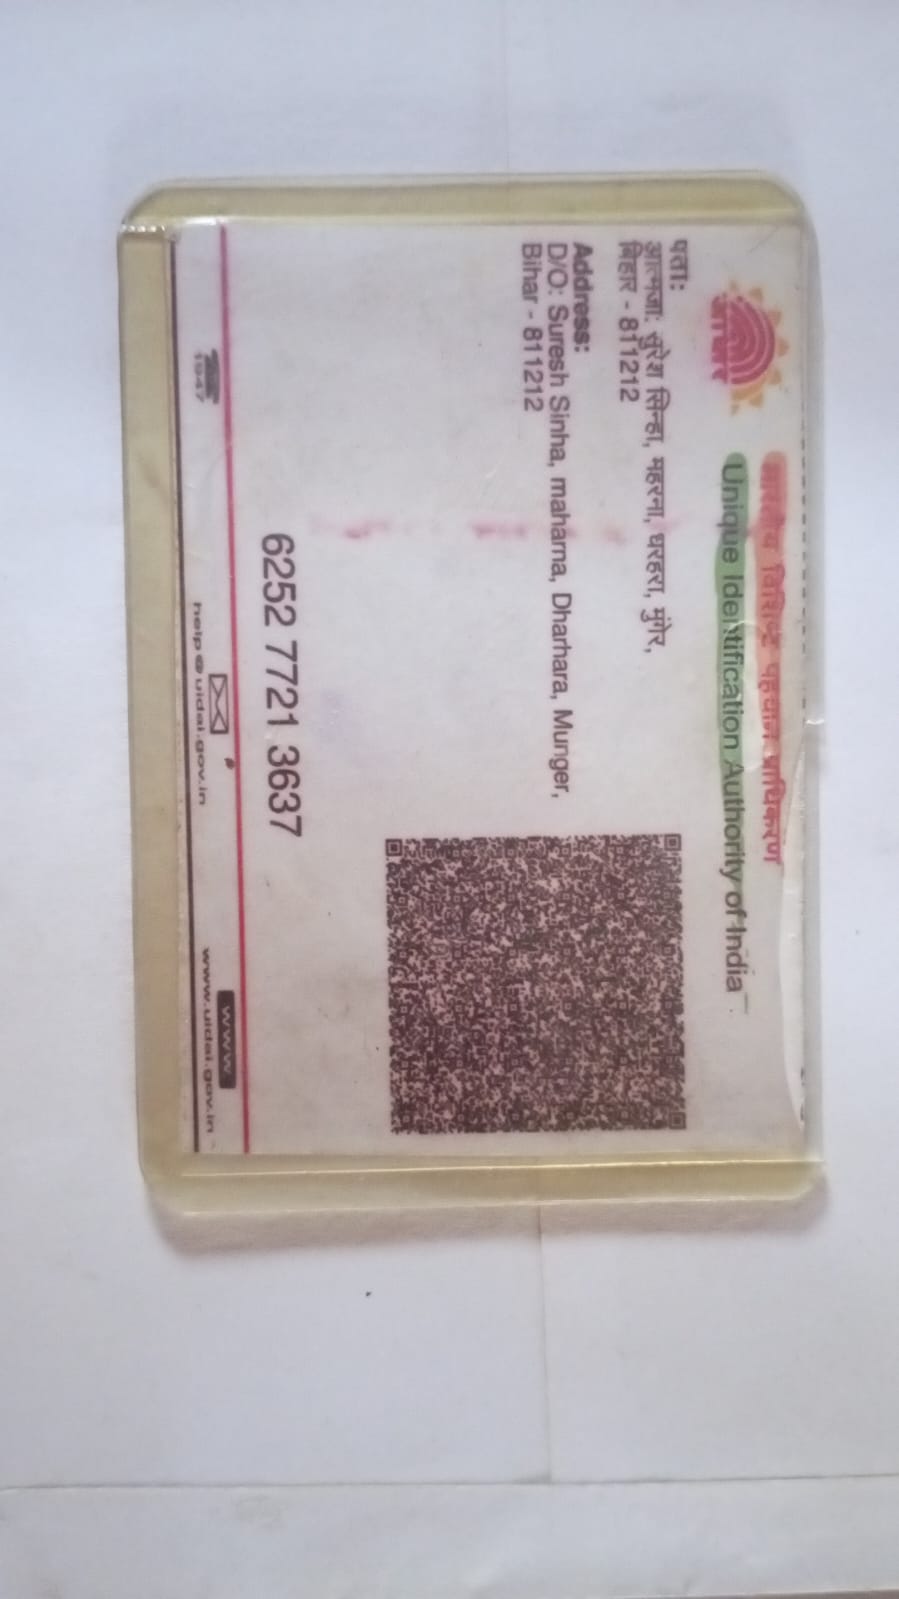 आधार
भारतीय विशिष्ट पहचान प्राधिकरण
Unique Identification Authority of India
पता:
आत्मजा: सुरेश सिन्हा, महरना, धरहरा, मुंगेर,
बिहार - 811212
Address:
D/O: Suresh Sinha, maharna, Dharhara, Munger,
Bihar - 811212
6252 7721 3637
1947
help@uidai.gov.in
www
www.uidai.gov.in